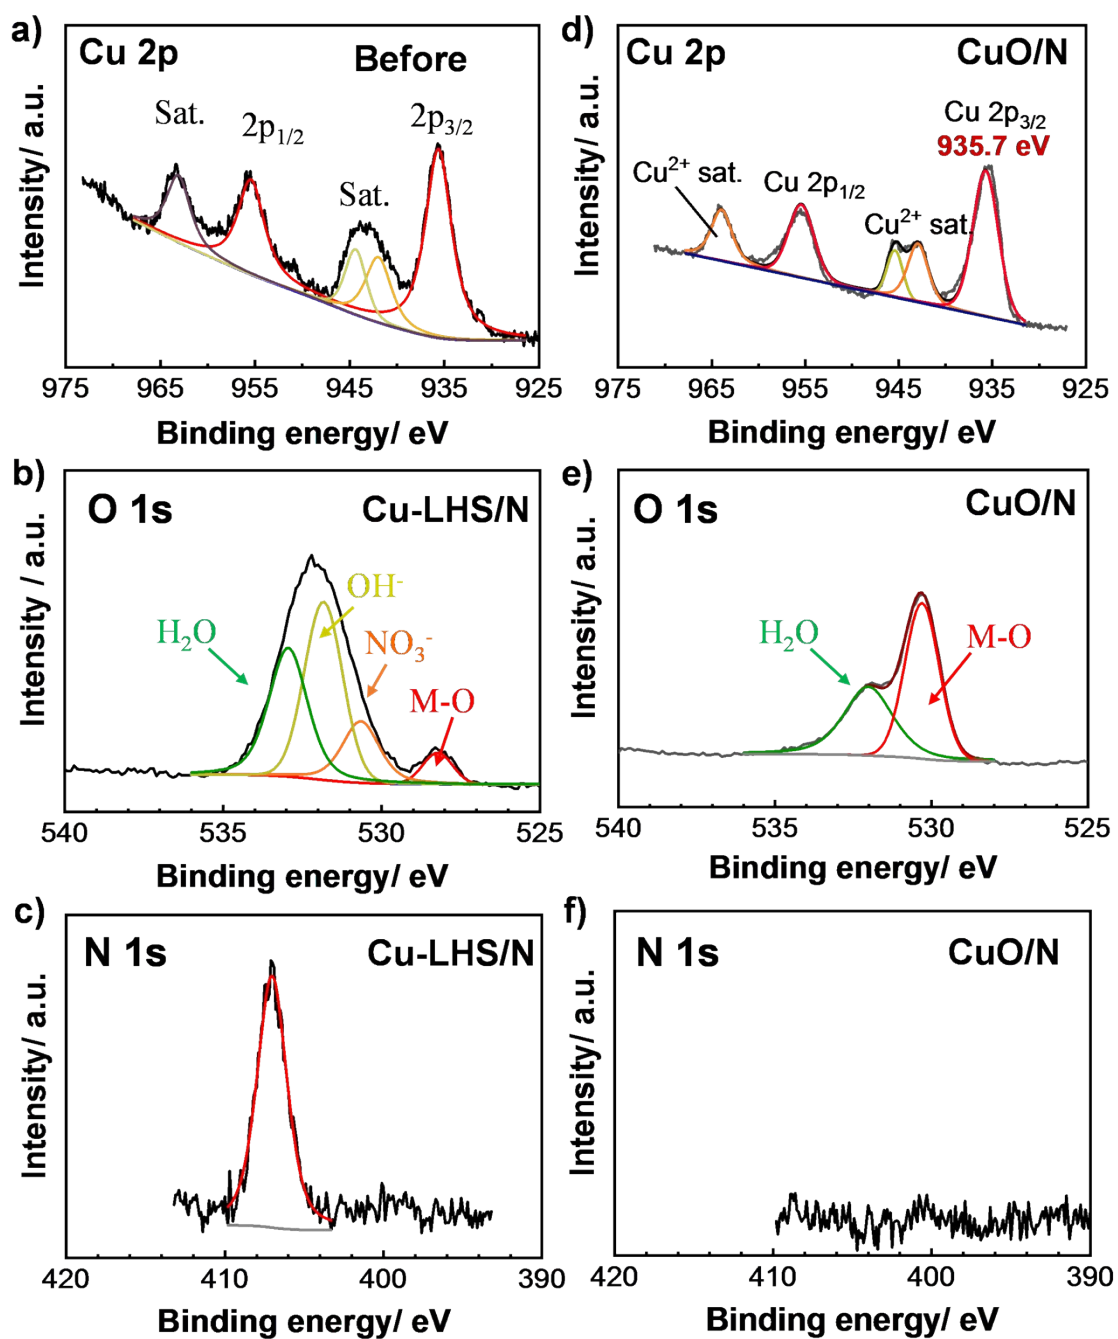 a)
Cu 2p
Before
Sat.
2p1/2
Sat.
2p3/2
Intensity/ a.u.
975 965 955 945 935 925
Binding energy/ eV
d)
Cu 2p
CuO/N
Cu 2p3/2
935.7 eV
Cu2+ sat.
Cu 2p1/2
Cu2+ sat.
Intensity/ a.u.
975 965 955 945 935 925
Binding energy/ eV
b)
O 1s
Cu-LHS/N
OH-
H2O
NO3-
M-O
Intensity / a.u.
540 535 530 525
Binding energy/ eV
e)
O 1s
CuO/N
H2O
M-O
Intensity/ a.u.
540 535 530 525
Binding energy/ eV
c)
N 1s
Cu-LHS/N
Intensity/ a.u.
420 410 400 390
Binding energy/ eV
f)
N 1s
CuO/N
Intensity/ a.u.
420 410 400 390
Binding energy/ eV